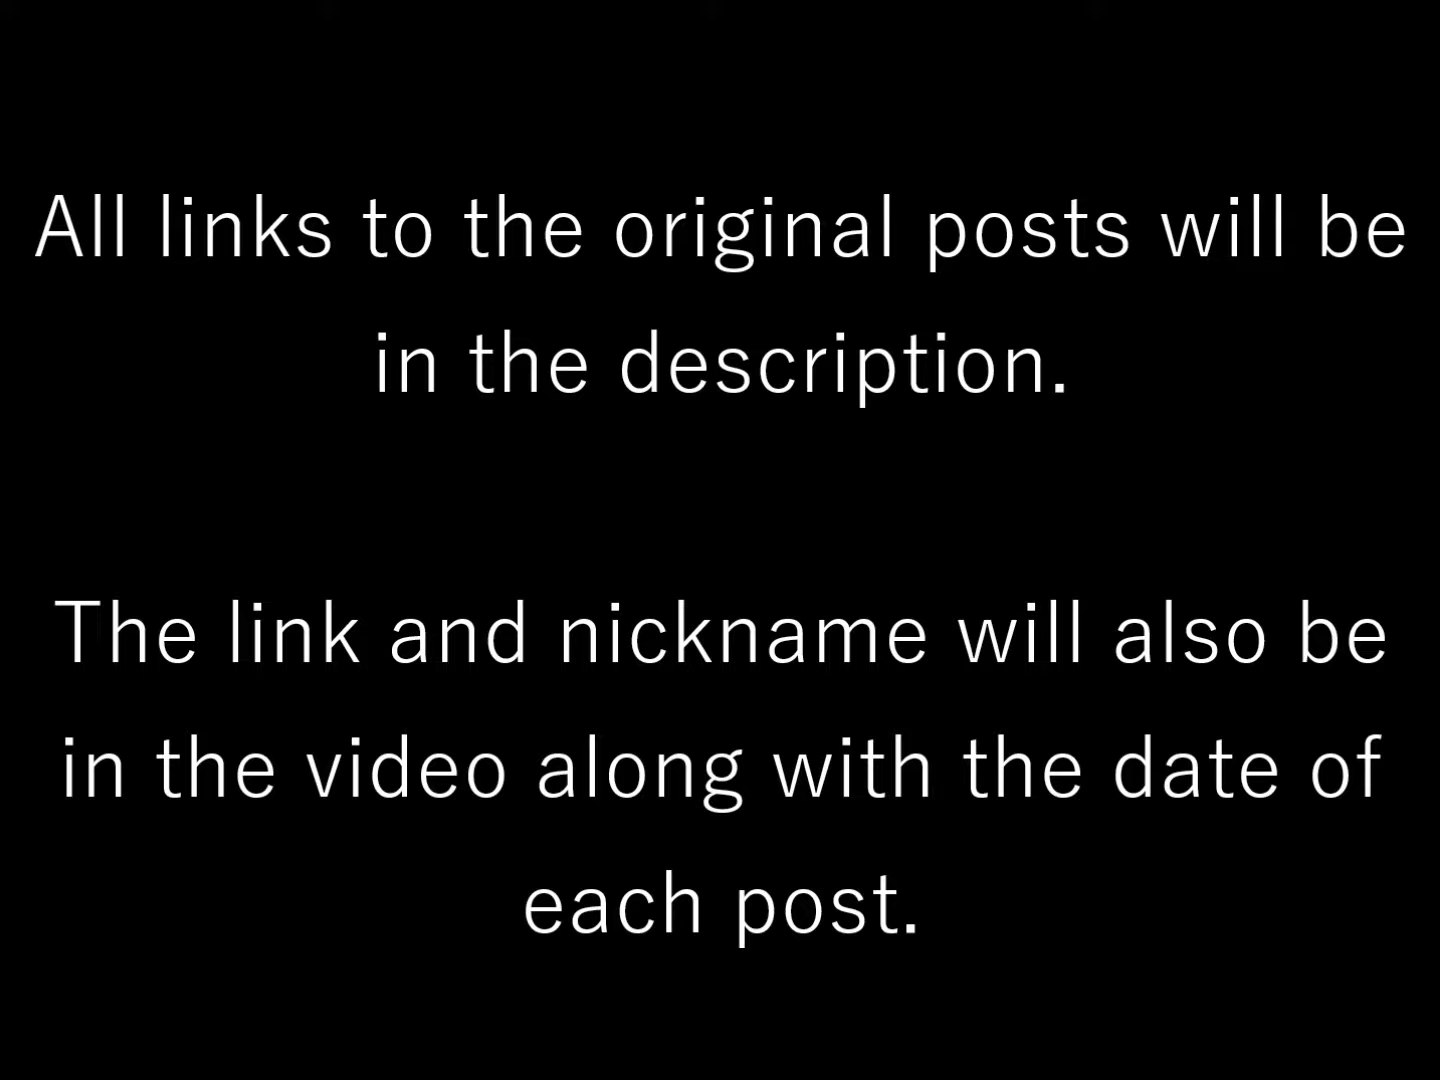 All links to the original posts will be
in the description.
The link and nickname will also be
in the video along with the date of
each post.